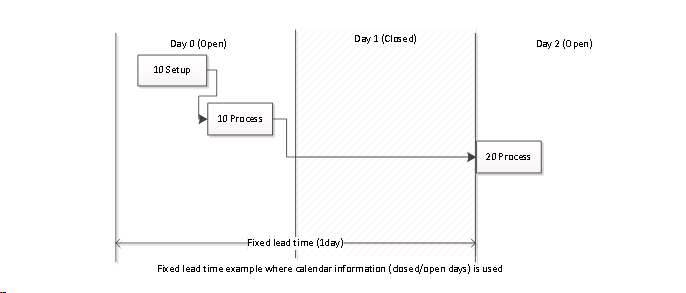 Day 0 (Open)
Day 1 (Closed)
Day 2 (Open)
10 Setup
10 Process
20 Process
Fixed lead time (1day)
Fixed lead time example where calendar information (closed/open days) is used